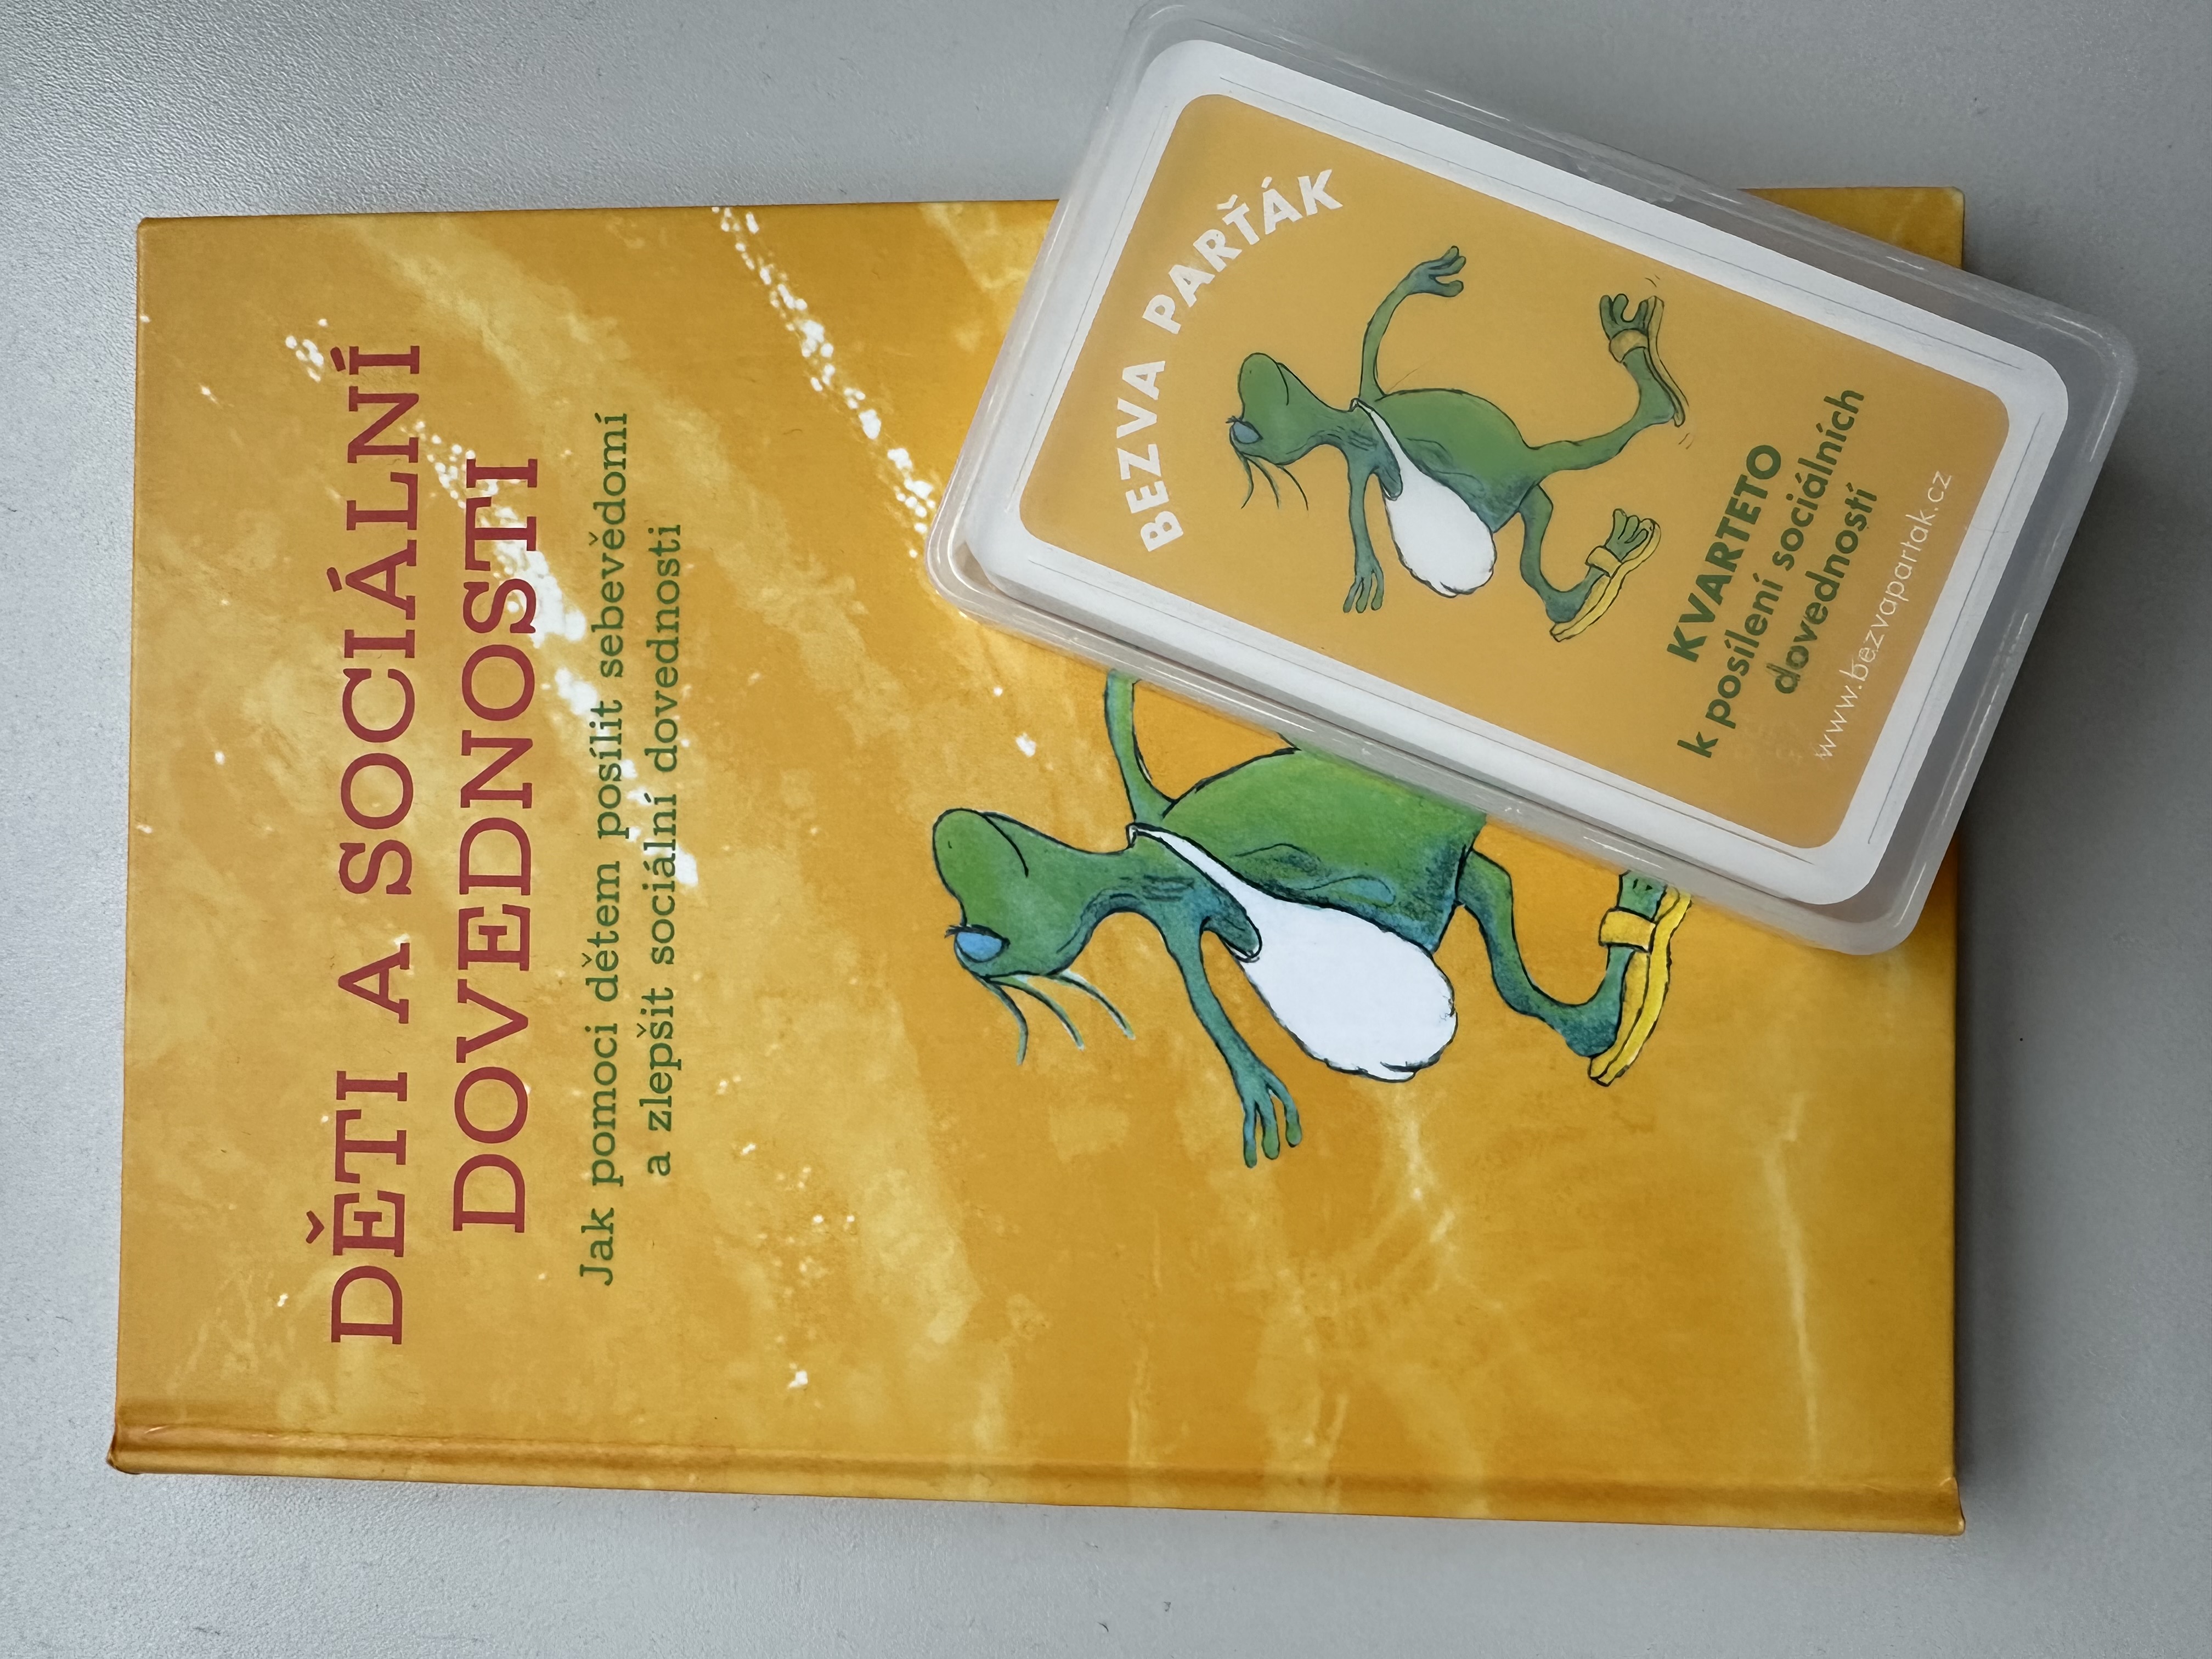 DĚTI A SOCIÁLNÍ
DOVEDNOSTI
Jak pomoci dětem posílit sebevědomí
a zlepšit sociální dovednosti
BEZVA PARŤÁK
KVARTETO
k posílení sociálních
dovedností
www.bezvapartak.cz